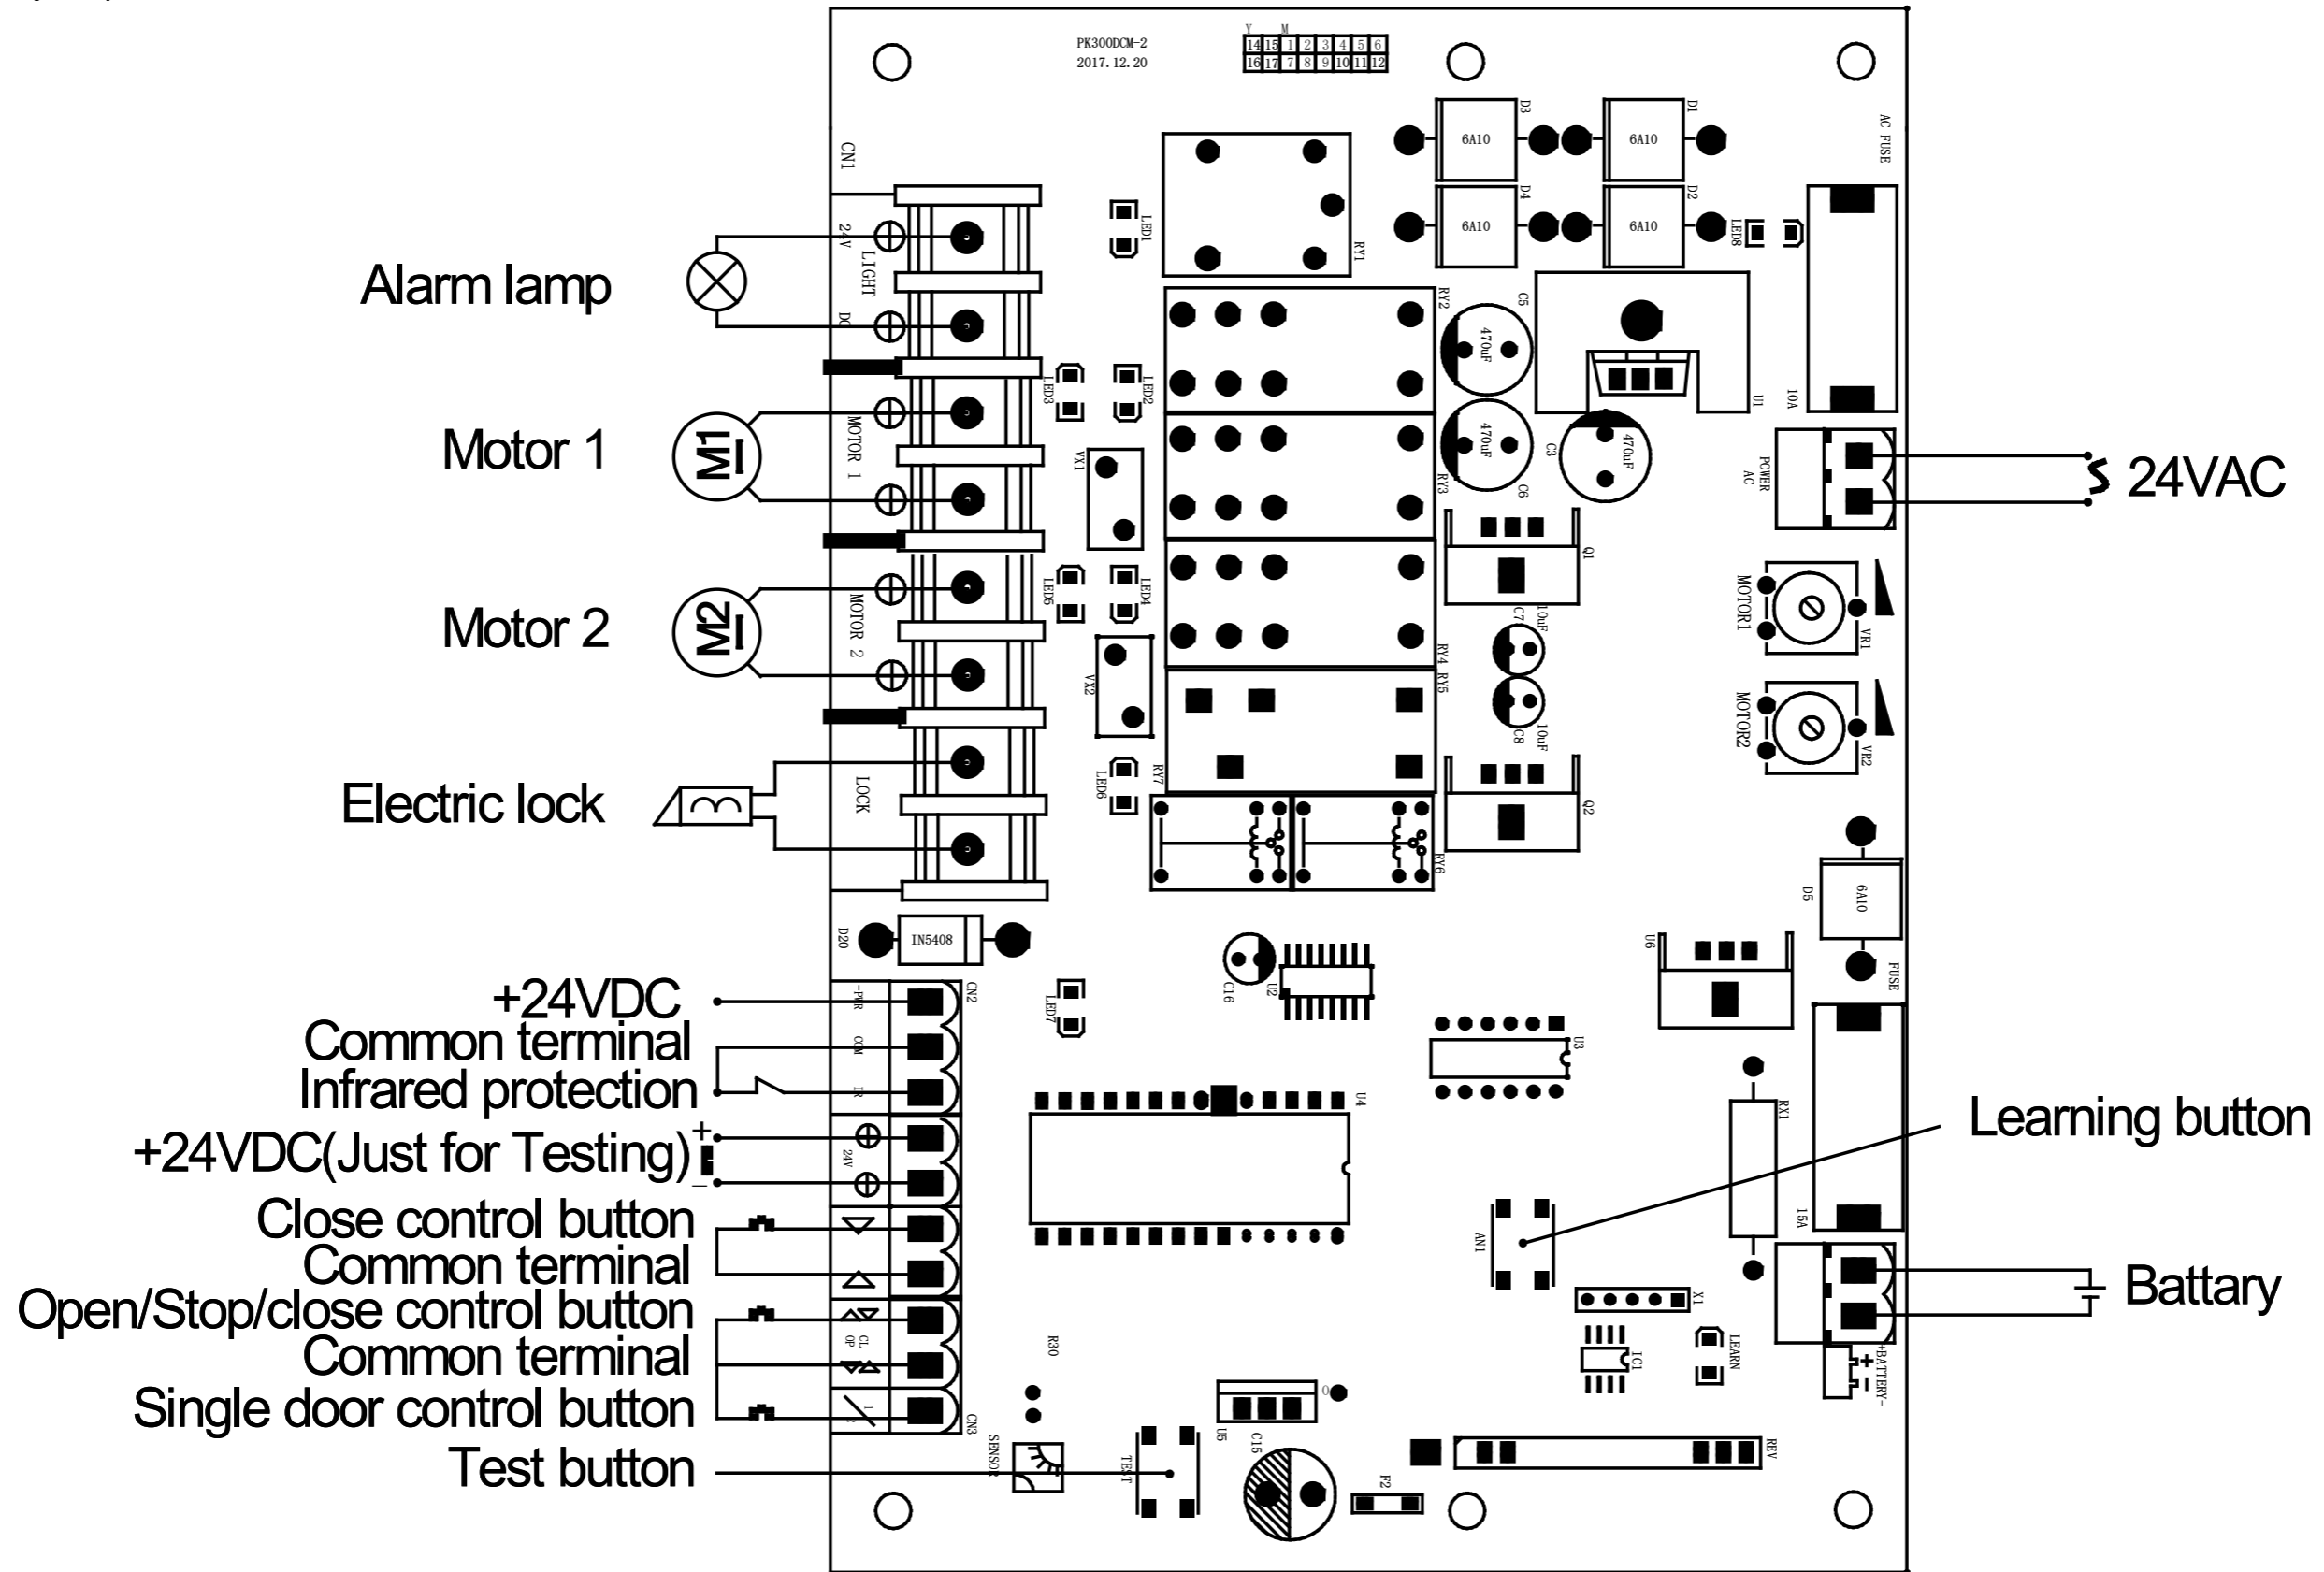 PK300DCM-2
2017.12.20
Y M
14 15 1 2 3 4 5 6
16 17 7 8 9 10 11 12
CN1
AC FUSE
D3
6A10
D1
6A10
D4
6A10
D2
6A10
LED1
RY1
LED8
24V
LIGHT
DC
Alarm lamp
RY2
C5
470uF
U1
10A
LED3
LED2
Motor 1
M1
MOTOR 1
VX1
RY3
470uF
C6
C3
470uF
POWER
AC
24VAC
Q1
LED5
LED4
Motor 2
M2
MOTOR 2
VX2
RY4
RY5
C7
10uF
C8
10uF
MOTOR1
VR1
MOTOR2
VR2
Electric lock
LOCK
LED6
RY7
RY6
Q2
D5
6A10
D20
IN5408
C16
U2
U6
FUSE
+24VDC
+PWR
CN2
LED7
Common terminal
COM
U3
Infrared protection
IR
U4
RX1
Learning button
+24VDC(Just for Testing)
+
−
24V
Close control button
AN1
15A
Common terminal
Open/Stop/close control button
X1
Battary
CL
OP
Common terminal
R30
IC1
LEARN
+BATTERY-
+
-
Single door control button
1
2
CN3
U5
C15
SENSOR
TEST
F2
REV
Test button